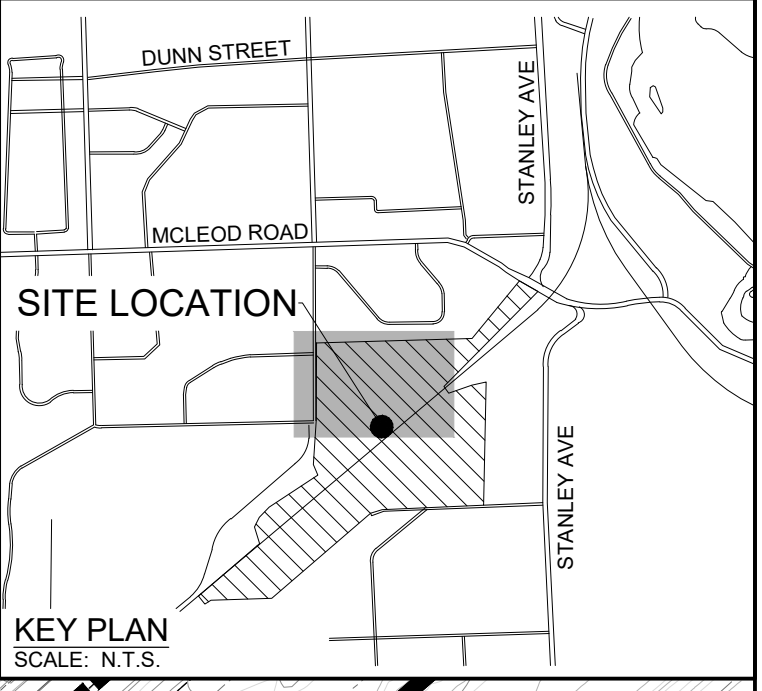 DUNN STREET
STANLEY AVE
MCLEOD ROAD
SITE LOCATION
STANLEY AVE
KEY PLAN
SCALE: N.T.S.